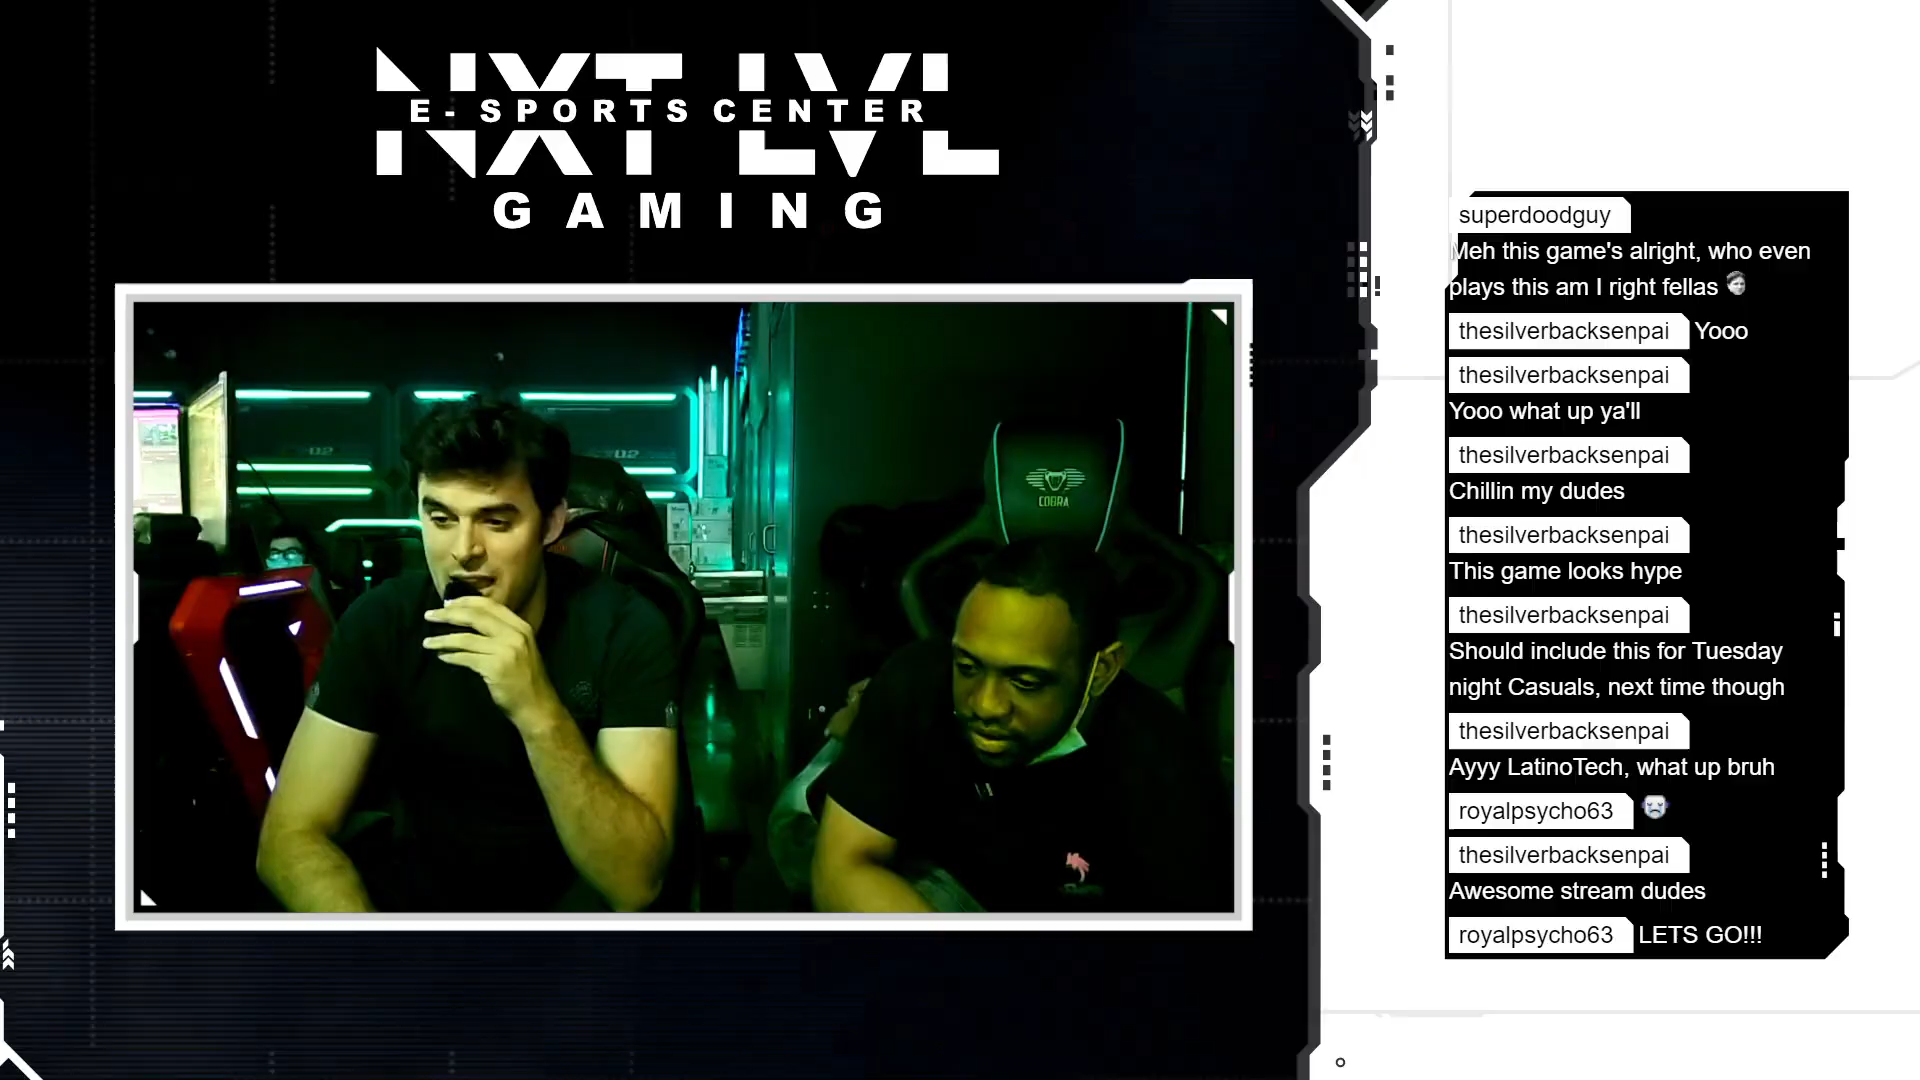 NXT LVL
E-SPORTS CENTER
GAMING
02
02
COBRA
superdoodguy
Meh this game's alright, who even
plays this am I right fellas
thesilverbacksenpai Yooo
thesilverbacksenpai
Yooo what up ya'll
thesilverbacksenpai
Chillin my dudes
thesilverbacksenpai
This game looks hype
thesilverbacksenpai
Should include this for Tuesday
night Casuals, next time though
thesilverbacksenpai
Ayyy LatinoTech, what up bruh
royalpsycho63
thesilverbacksenpai
Awesome stream dudes
royalpsycho63 LETS GO!!!